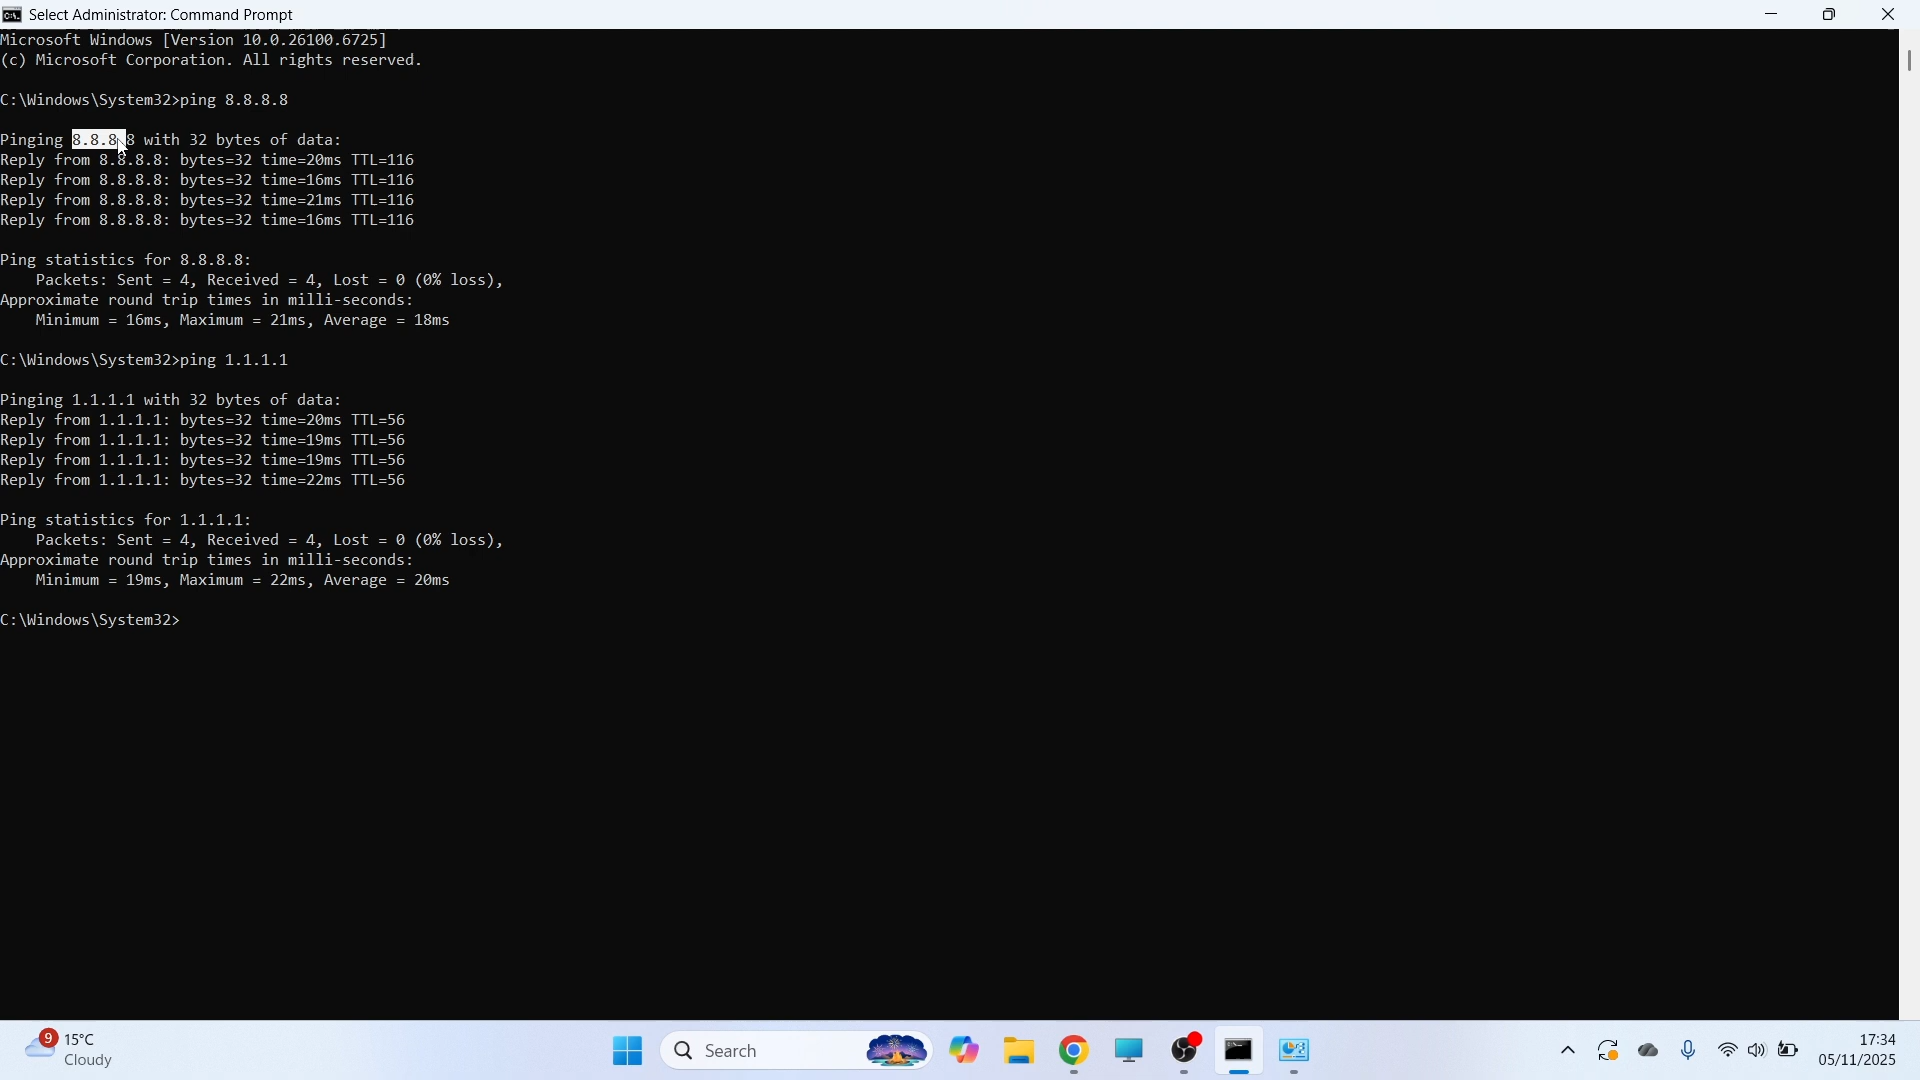 Select Administrator: Command Prompt
Microsoft Windows [Version 10.0.26100.6725]
(c) Microsoft Corporation. All rights reserved.
C:\Windows\System32>ping 8.8.8.8
Pinging 8.8.8.8 with 32 bytes of data:
Reply from 8.8.8.8: bytes=32 time=20ms TTL=116
Reply from 8.8.8.8: bytes=32 time=16ms TTL=116
Reply from 8.8.8.8: bytes=32 time=21ms TTL=116
Reply from 8.8.8.8: bytes=32 time=16ms TTL=116
Ping statistics for 8.8.8.8:
Packets: Sent = 4, Received = 4, Lost = 0 (0% loss),
Approximate round trip times in milli-seconds:
Minimum = 16ms, Maximum = 21ms, Average = 18ms
C:\Windows\System32>ping 1.1.1.1
Pinging 1.1.1.1 with 32 bytes of data:
Reply from 1.1.1.1: bytes=32 time=20ms TTL=56
Reply from 1.1.1.1: bytes=32 time=19ms TTL=56
Reply from 1.1.1.1: bytes=32 time=19ms TTL=56
Reply from 1.1.1.1: bytes=32 time=22ms TTL=56
Ping statistics for 1.1.1.1:
Packets: Sent = 4, Received = 4, Lost = 0 (0% loss),
Approximate round trip times in milli-seconds:
Minimum = 19ms, Maximum = 22ms, Average = 20ms
C:\Windows\System32>
9
15°C
Cloudy
Search
17:34
05/11/2025